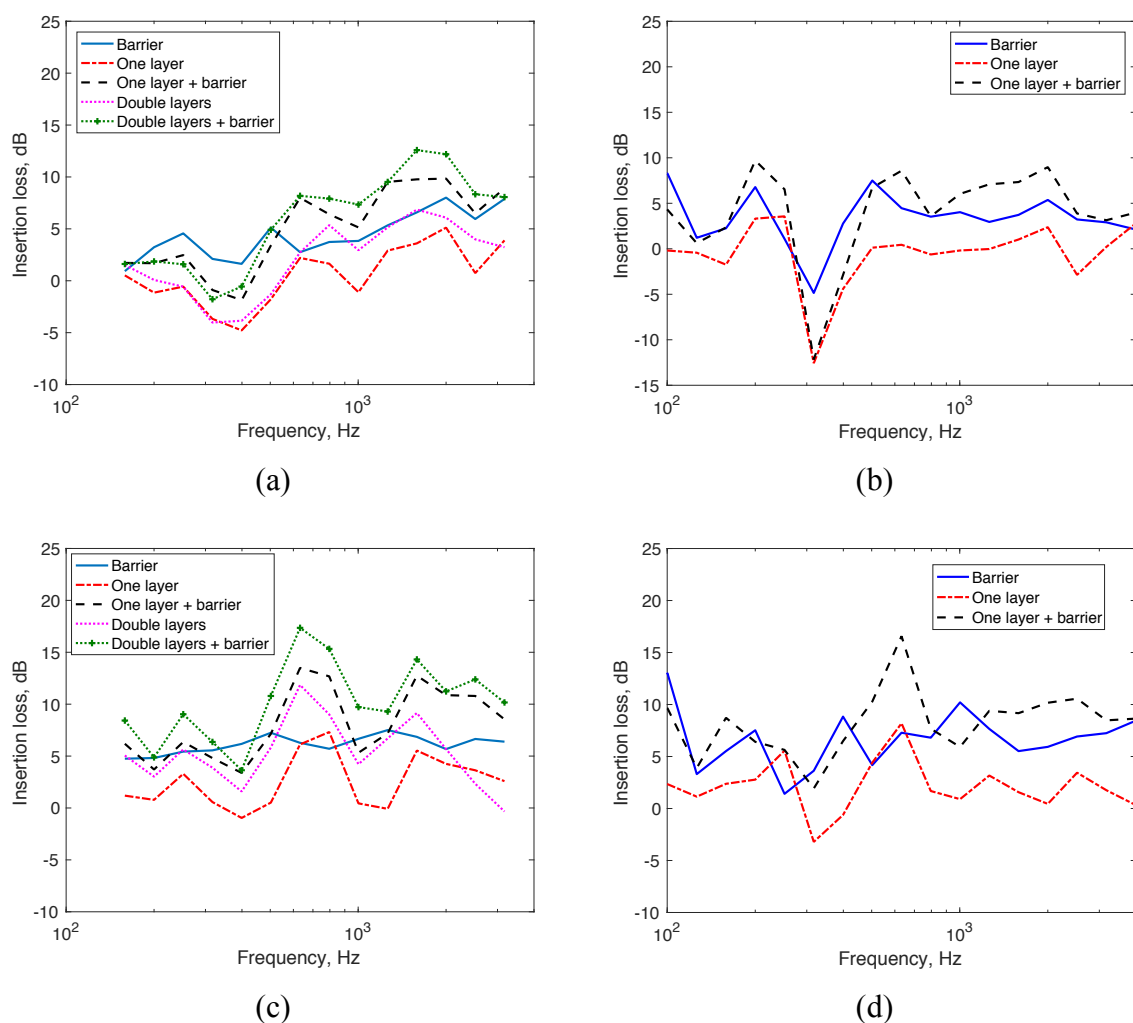 25
20
15
10
5
0
-5
-10
Insertion loss, dB
Barrier
One layer
One layer + barrier
Double layers
Double layers + barrier
10²
10³
Frequency, Hz
(a)
25
20
15
10
5
0
-5
-10
-15
Insertion loss, dB
Barrier
One layer
One layer + barrier
10²
10³
Frequency, Hz
(b)
25
20
15
10
5
0
-5
-10
Insertion loss, dB
Barrier
One layer
One layer + barrier
Double layers
Double layers + barrier
10²
10³
Frequency, Hz
(c)
25
20
15
10
5
0
-5
-10
Insertion loss, dB
Barrier
One layer
One layer + barrier
10²
10³
Frequency, Hz
(d)